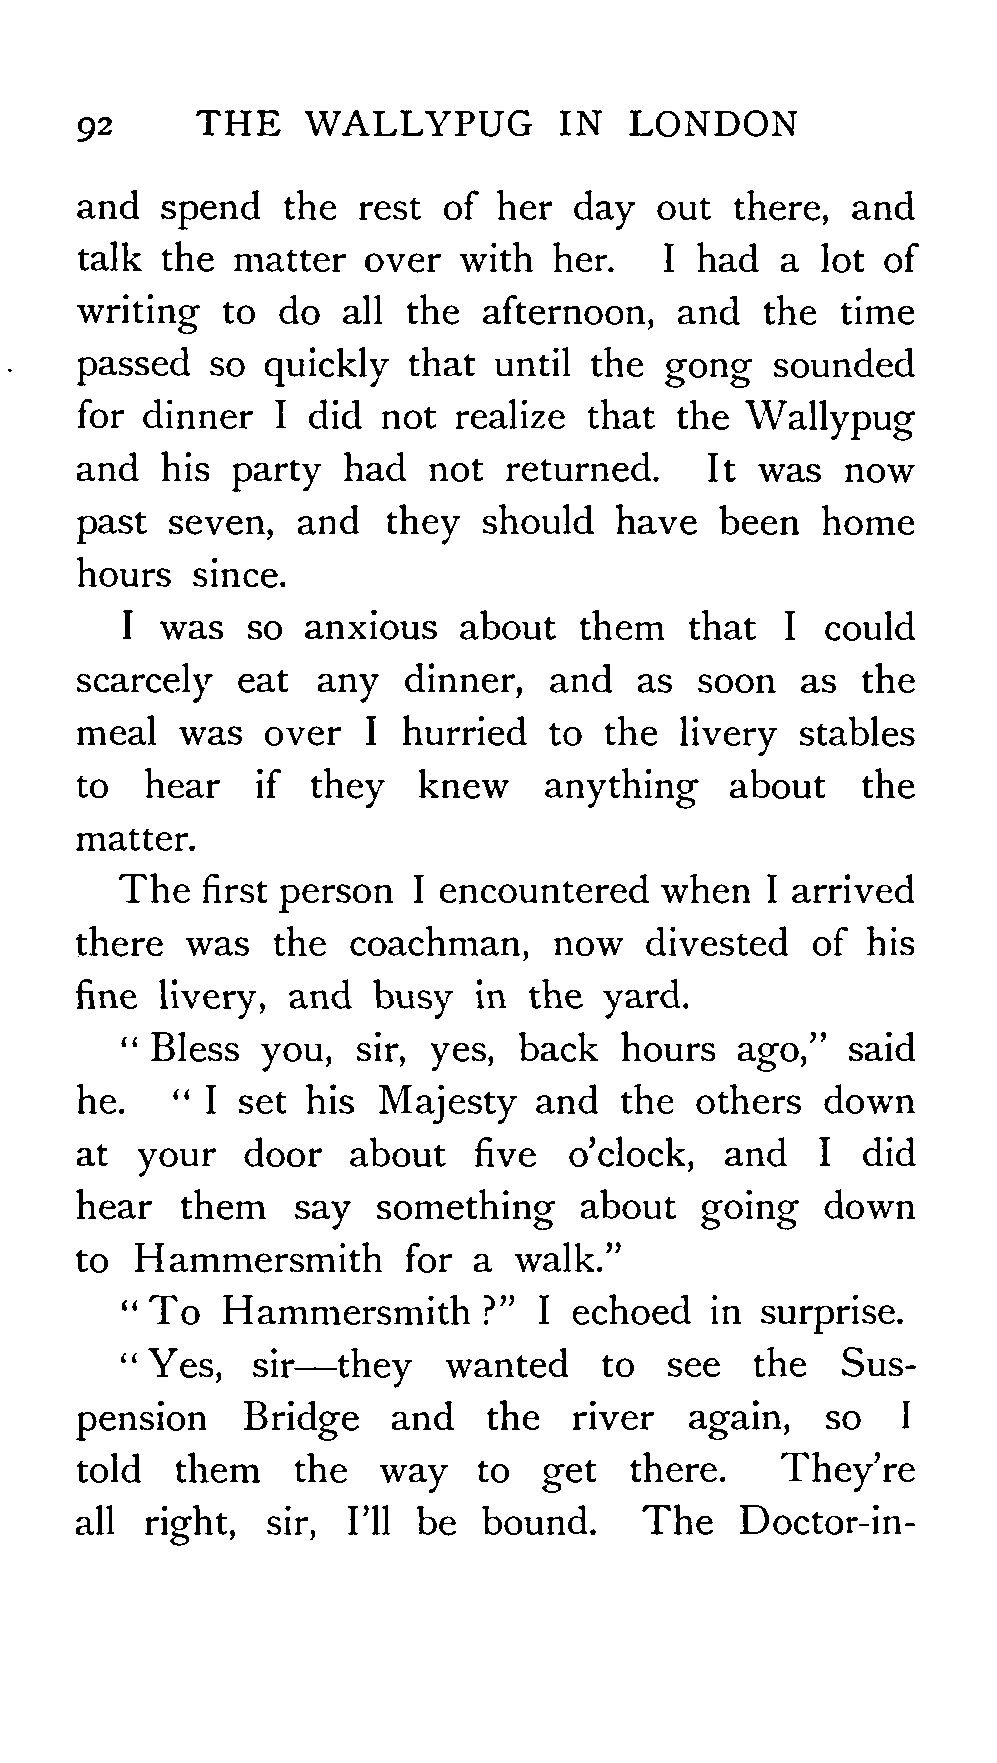 92 THE WALLYPUG IN LONDON
and spend the rest of her day out there, and
talk the matter over with her. I had a lot of
writing to do all the afternoon, and the time
passed so quickly that until the gong sounded
for dinner I did not realize that the Wallypug
and his party had not returned. It was now
past seven, and they should have been home
hours since.
I was so anxious about them that I could
scarcely eat any dinner, and as soon as the
meal was over I hurried to the livery stables
to hear if they knew anything about the
matter.
The first person I encountered when I arrived
there was the coachman, now divested of his
fine livery, and busy in the yard.
“ Bless you, sir, yes, back hours ago,” said
he. “ I set his Majesty and the others down
at your door about five o’clock, and I did
hear them say something about going down
to Hammersmith for a walk.”
“ To Hammersmith ?” I echoed in surprise.
“ Yes, sir—they wanted to see the Sus-
pension Bridge and the river again, so I
told them the way to get there. They’re
all right, sir, I’ll be bound. The Doctor-in-